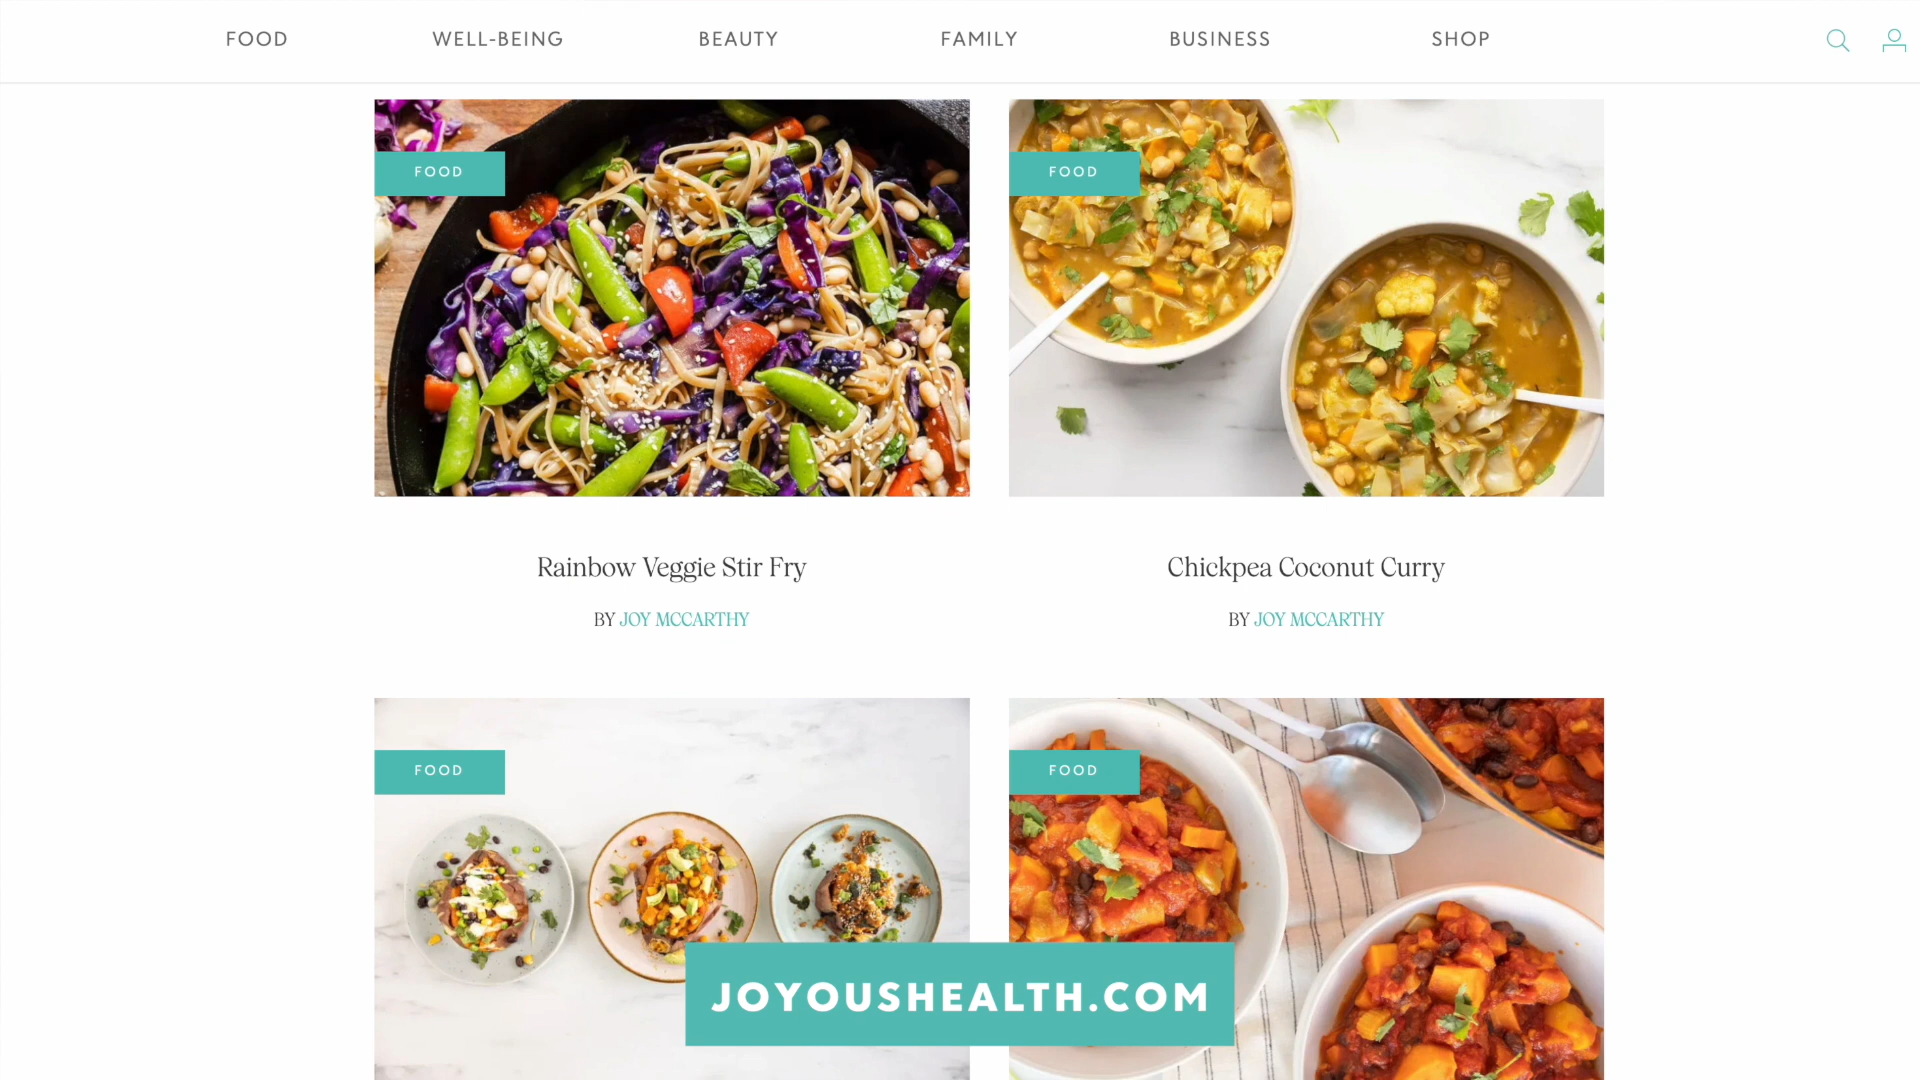 FOOD
WELL-BEING
BEAUTY
FAMILY
BUSINESS
SHOP
FOOD
FOOD
Rainbow Veggie Stir Fry
Chickpea Coconut Curry
BY JOY MCCARTHY
BY JOY MCCARTHY
FOOD
FOOD
JOYOUSHEALTH.COM